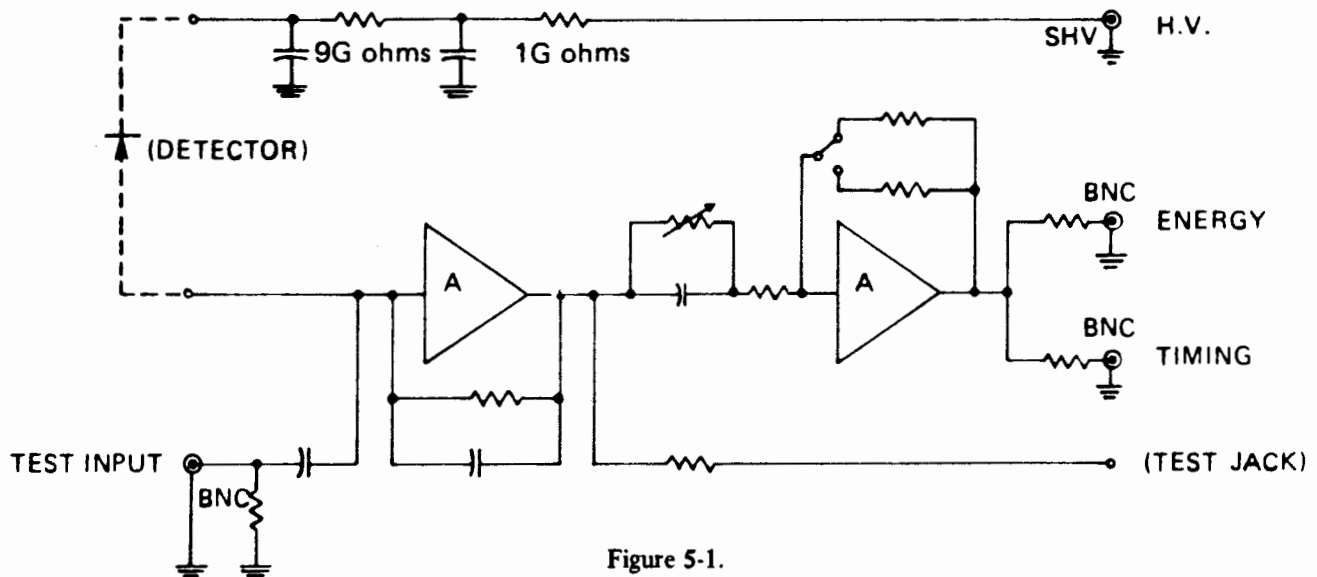 9G ohms
1G ohms
SHV
H.V.
(DETECTOR)
A
A
BNC
ENERGY
BNC
TIMING
TEST INPUT
BNC
(TEST JACK)
Figure 5-1.